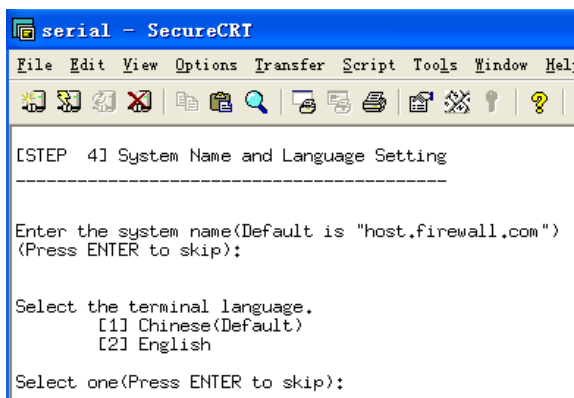 serial - SecureCRT
File Edit View Options Transfer Script Tools Window Help
[STEP 4] System Name and Language Setting
------------------------------------------
Enter the system name(Default is "host.firewall.com")
(Press ENTER to skip):
Select the terminal language.
[1] Chinese(Default)
[2] English
Select one(Press ENTER to skip):